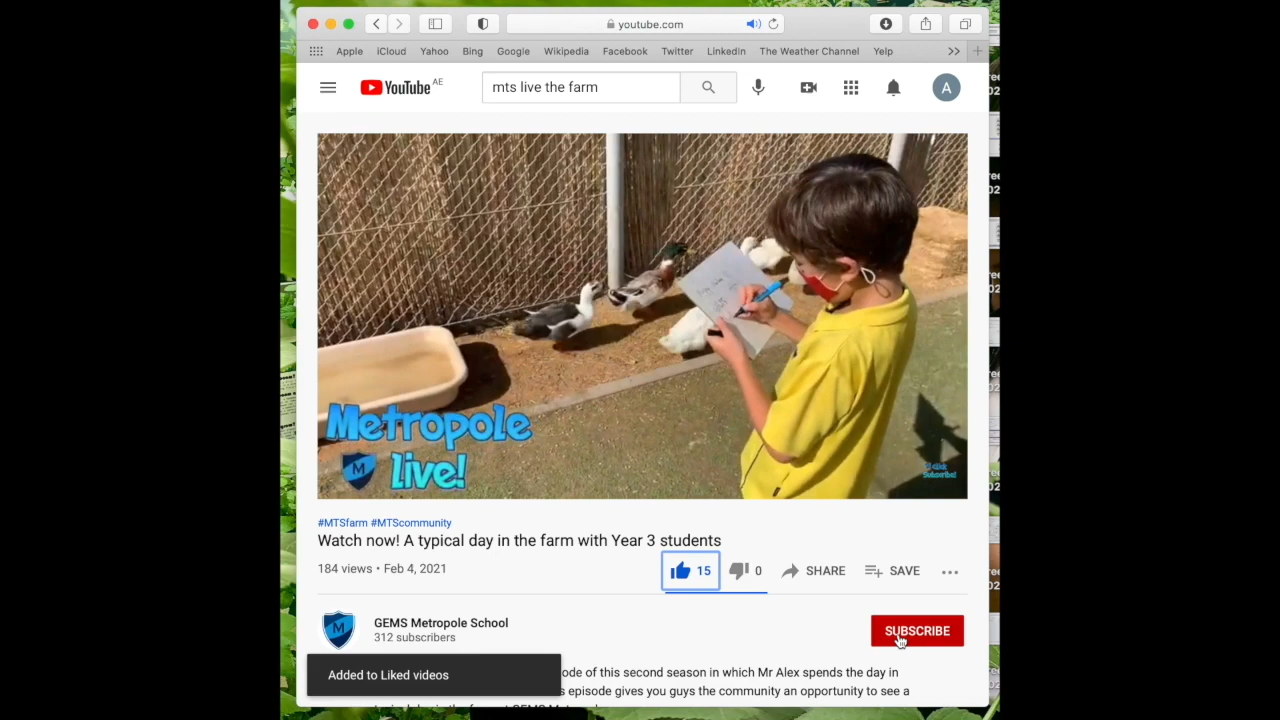 youtube.com
Apple iCloud Yahoo Bing Google Wikipedia Facebook Twitter LinkedIn The Weather Channel Yelp
YouTube AE
mts live the farm
A
Metropole
M live!
Click
Subscribe!
#MTSfarm #MTScommunity
Watch now! A typical day in the farm with Year 3 students
184 views • Feb 4, 2021
15 0 SHARE SAVE
M
GEMS Metropole School
312 subscribers
SUBSCRIBE
Added to Liked videos
ode of this second season in which Mr Alex spends the day in
s episode gives you guys the community an opportunity to see a